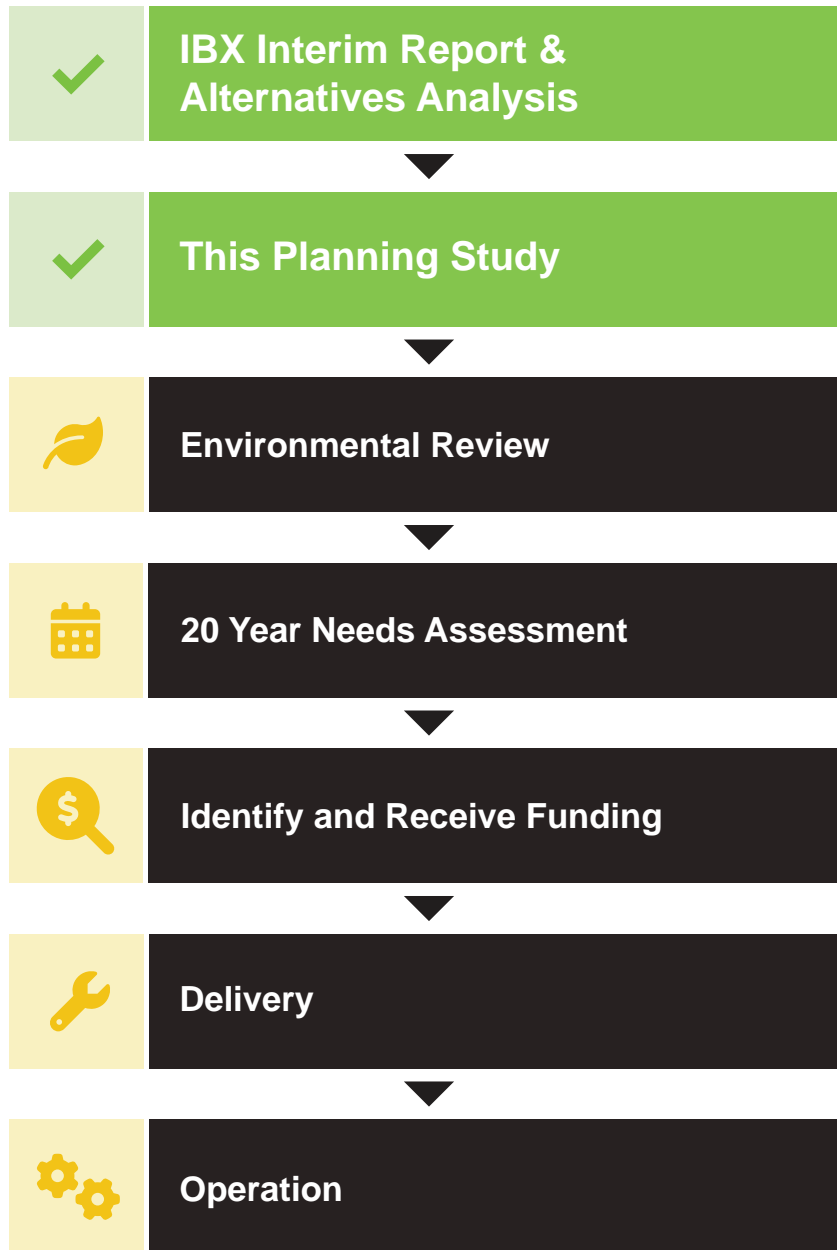 IBX Interim Report &
Alternatives Analysis
This Planning Study
Environmental Review
20 Year Needs Assessment
Identify and Receive Funding
Delivery
Operation